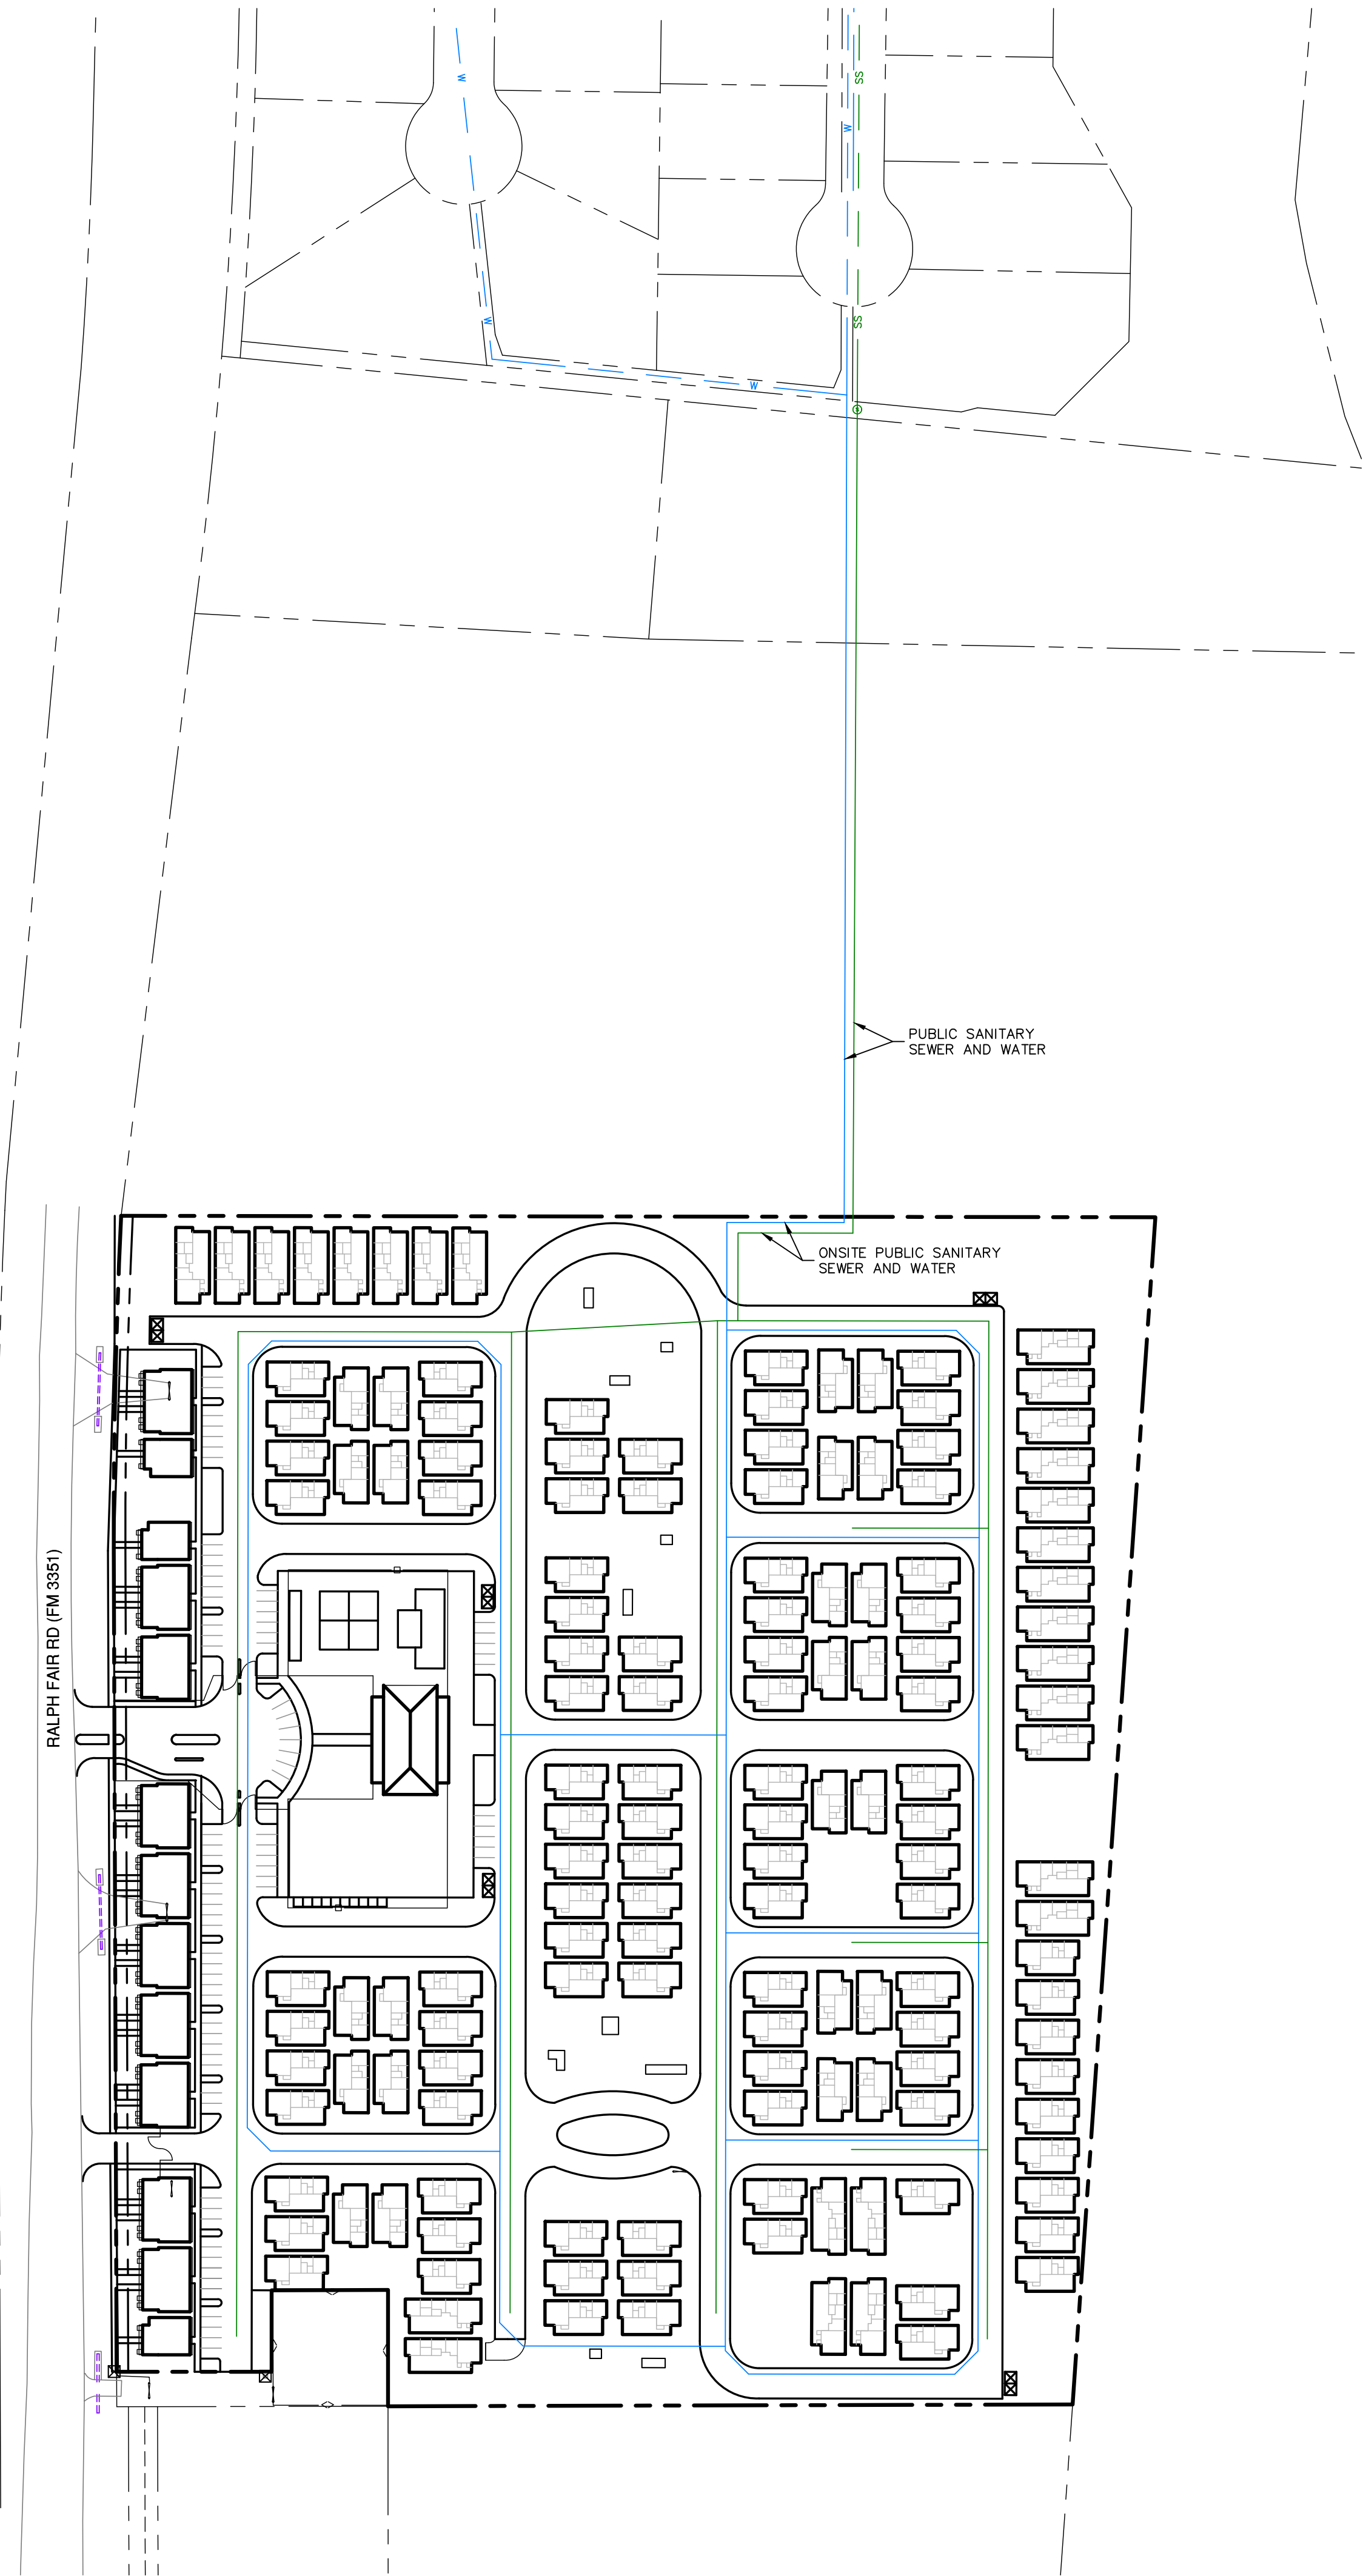 W
SS
W
W
SS
W
PUBLIC SANITARY
SEWER AND WATER
ONSITE PUBLIC SANITARY
SEWER AND WATER
RALPH FAIR RD (FM 3351)